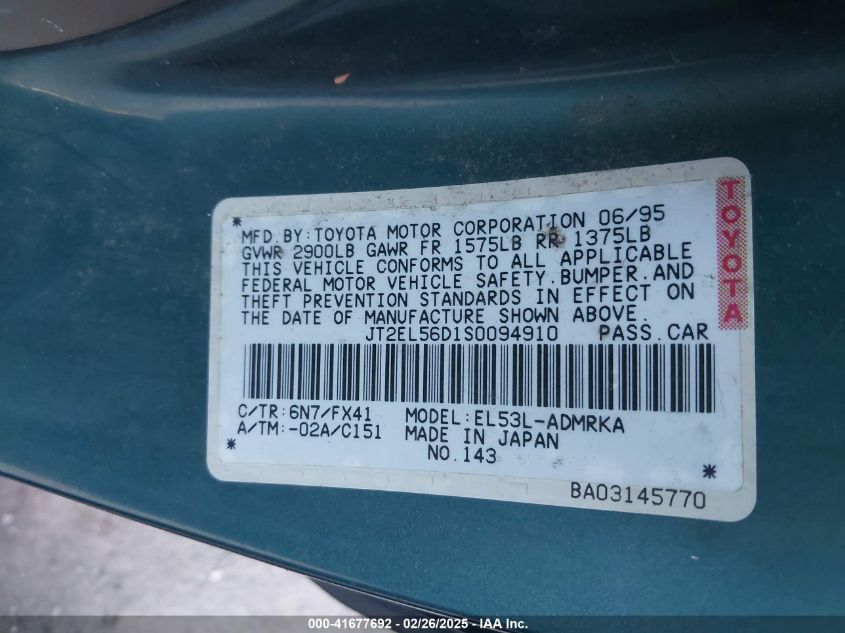 * MFD.BY:TOYOTA MOTOR CORPORATION 06/95
GVWR 2900LB GAWR FR 1575LB RR 1375LB
THIS VEHICLE CONFORMS TO ALL APPLICABLE
FEDERAL MOTOR VEHICLE SAFETY.BUMPER.AND
THEFT PREVENTION STANDARDS IN EFFECT ON
THE DATE OF MANUFACTURE SHOWN ABOVE.
JT2EL56D1S0094910 PASS.CAR
TOYOTA
C/TR:6N7/FX41 MODEL:EL53L-ADMRKA
A/TM:-02A/C151 MADE IN JAPAN
* NO.143 *
BA03145770
000-41677692 - 02/26/2025 - IAA Inc.